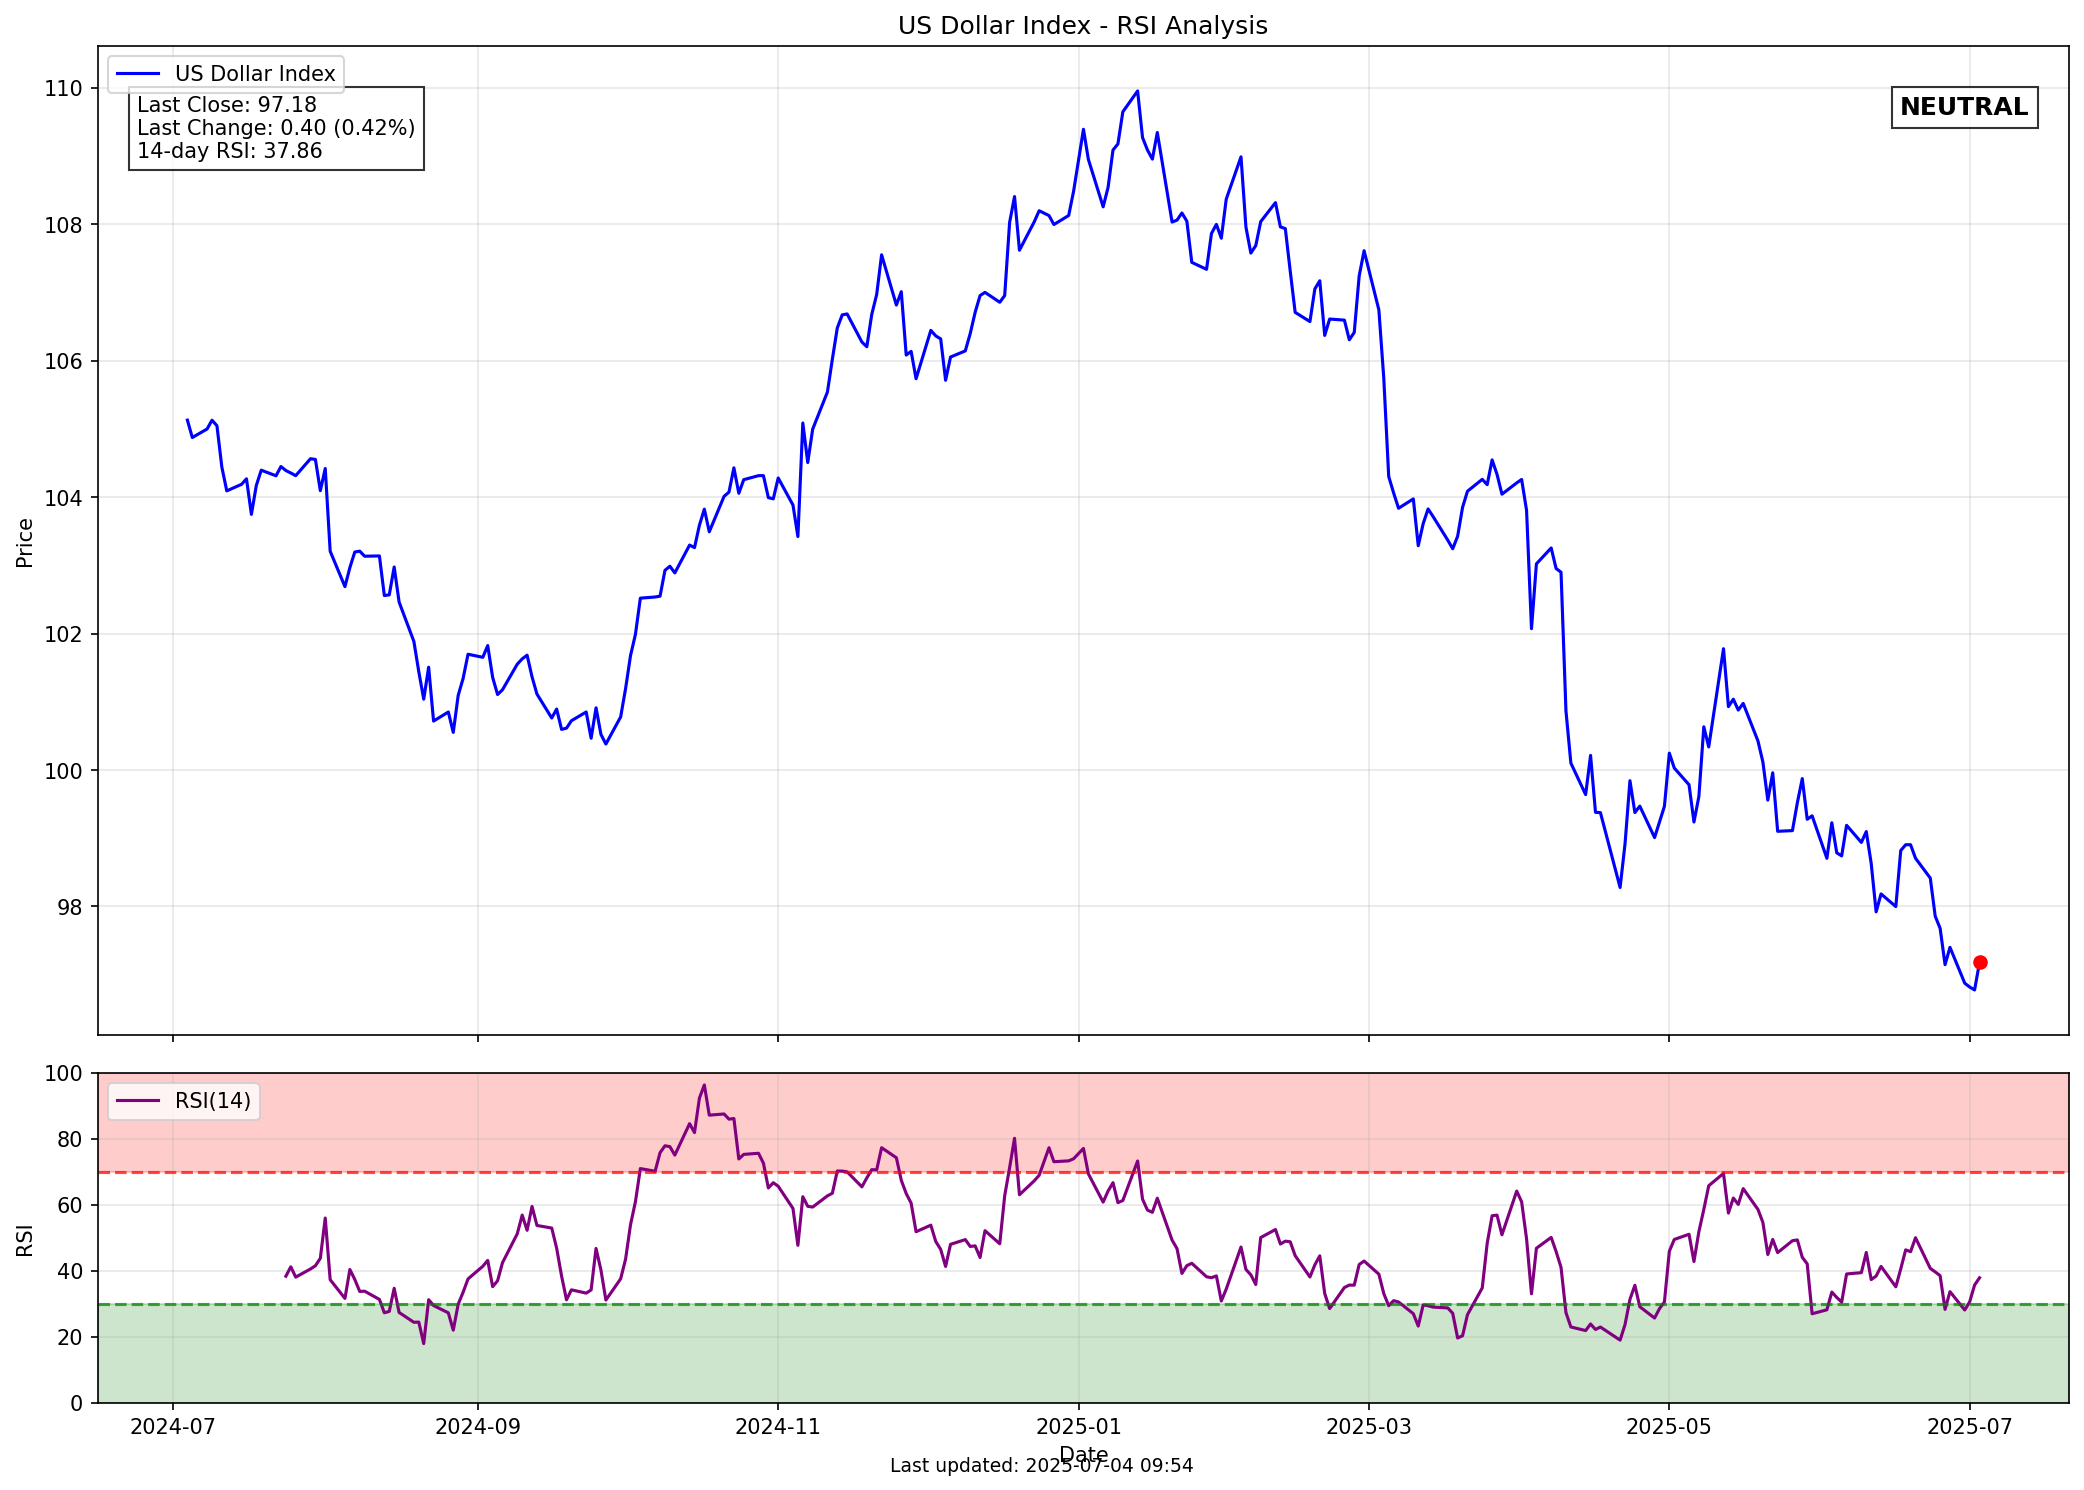 US Dollar Index - RSI Analysis
US Dollar Index
Last Close: 97.18
Last Change: 0.40 (0.42%)
14-day RSI: 37.86
NEUTRAL
110
108
106
104
102
100
98
Price
RSI(14)
100
80
60
40
20
0
RSI
2024-07 2024-09 2024-11 2025-01 2025-03 2025-05 2025-07
Date
Last updated: 2025-07-04 09:54